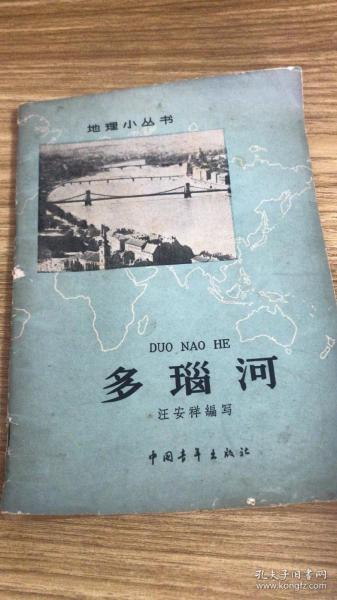 地理小丛书
DUO NAO HE
多瑙河
汪安祥编写
中国青年出版社
孔夫子旧书网
www.kongfz.com